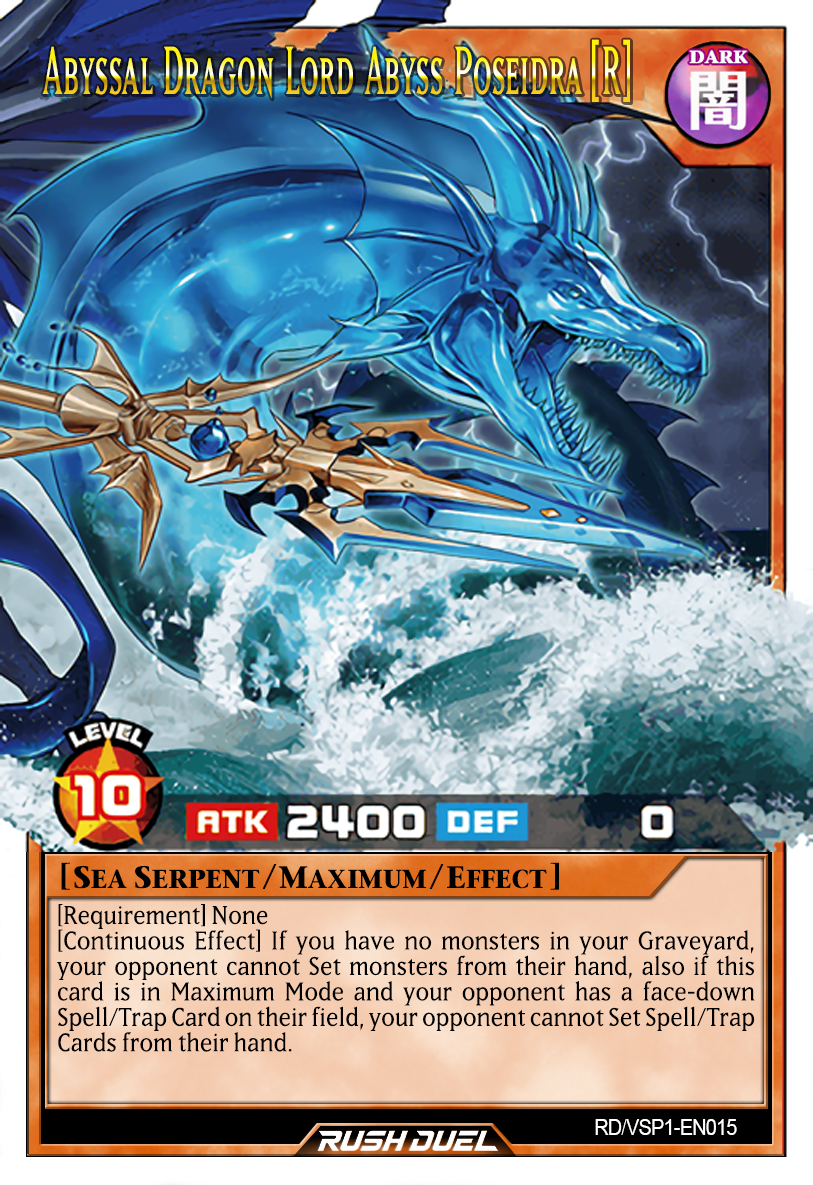 Abyssal Dragon Lord Abyss Poseidra [R]
DARK
闇
LEVEL
10
ATK 2400 DEF 0
[Sea Serpent/Maximum/Effect]
[Requirement] None
[Continuous Effect] If you have no monsters in your Graveyard,
your opponent cannot Set monsters from their hand, also if this
card is in Maximum Mode and your opponent has a face-down
Spell/Trap Card on their field, your opponent cannot Set Spell/Trap
Cards from their hand.
RD/VSP1-EN015
RUSH DUEL